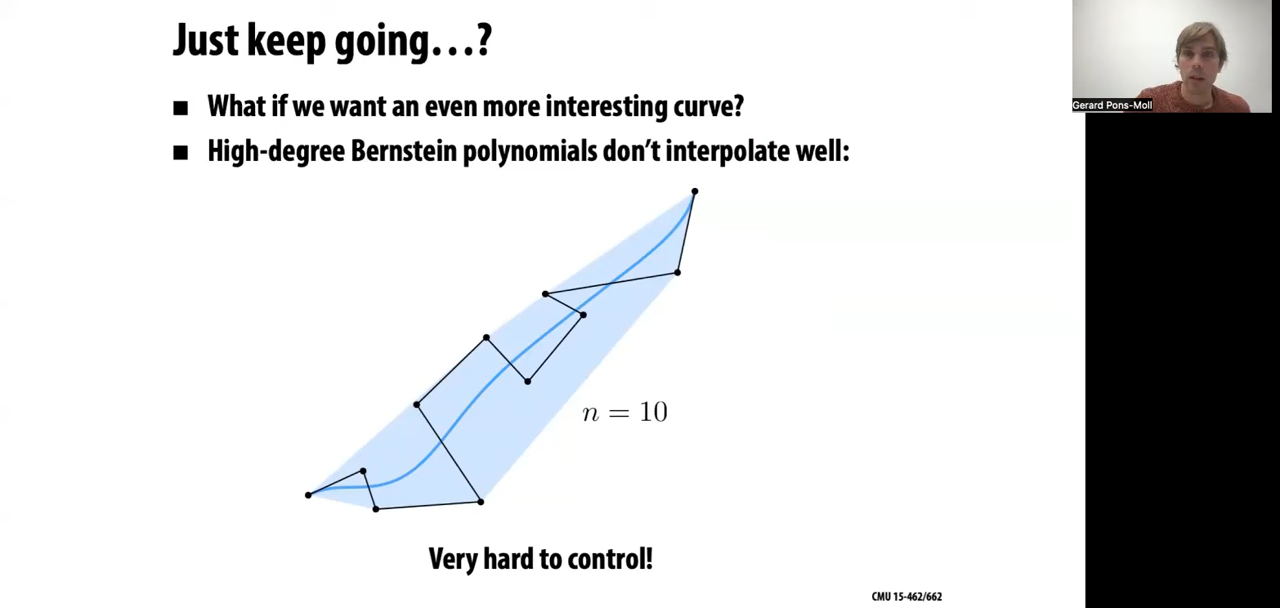 Just keep going…?
Gerard Pons-Moll
■ What if we want an even more interesting curve?
■ High-degree Bernstein polynomials don’t interpolate well:
n = 10
Very hard to control!
CMU 15-462/662